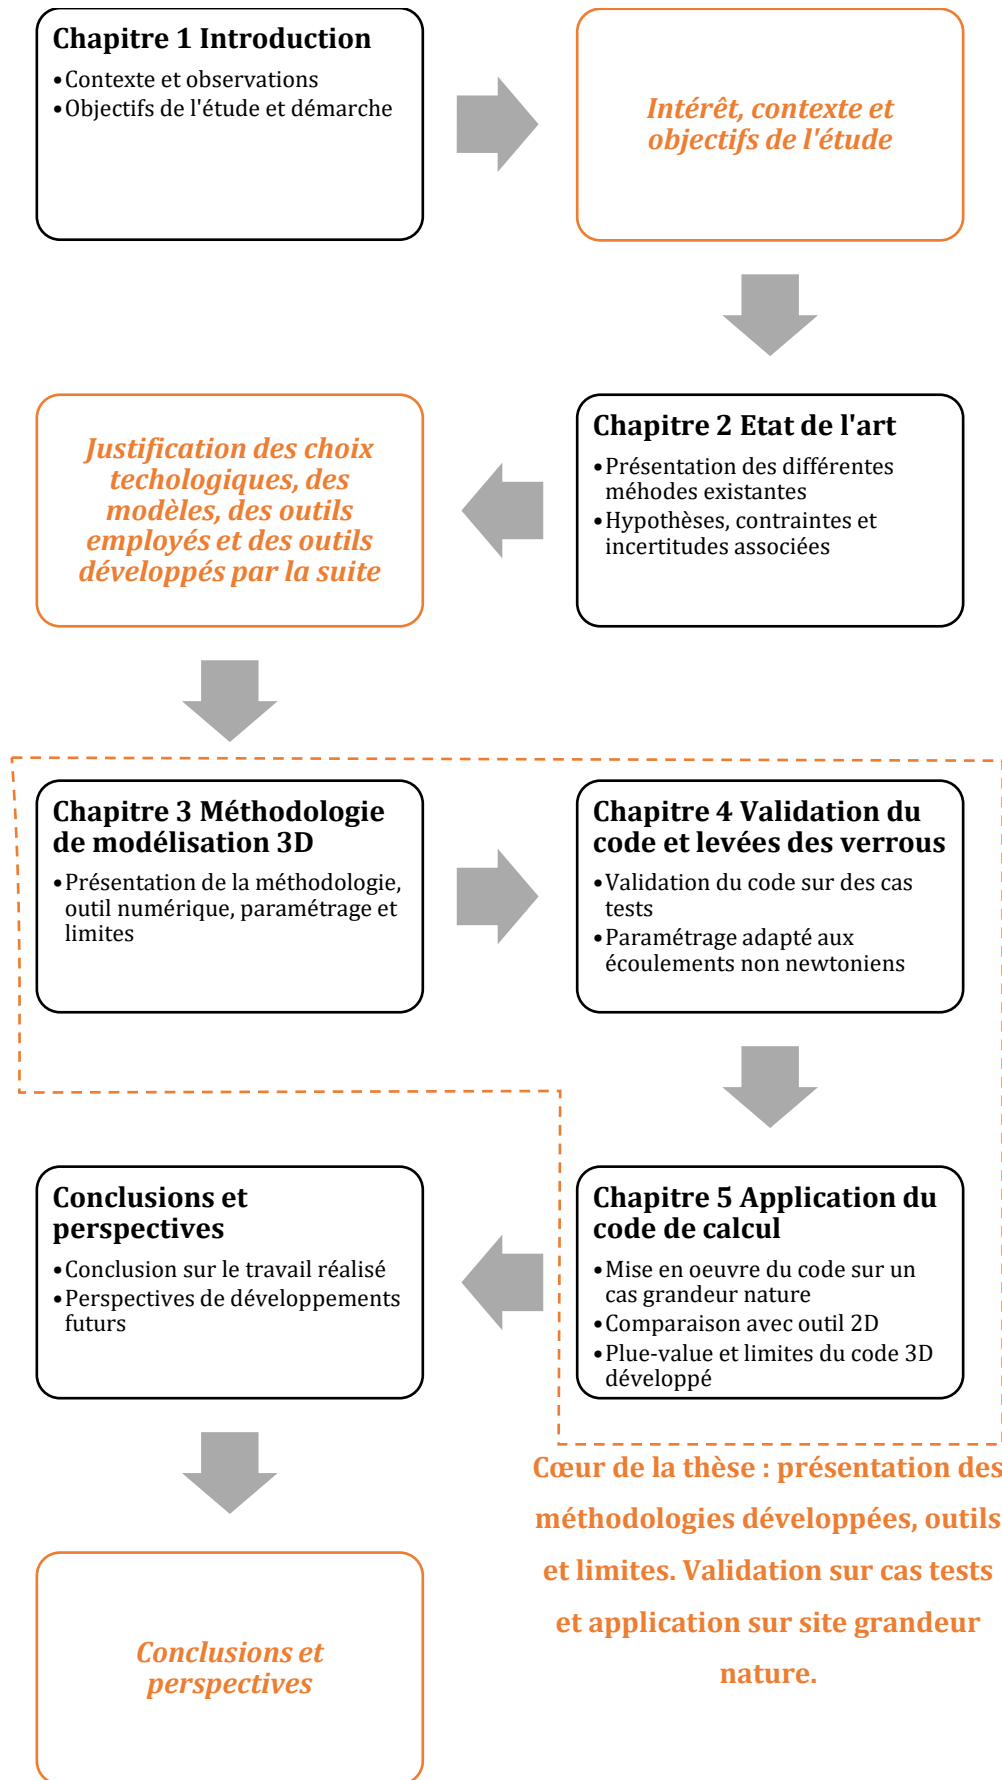 Chapitre 1 Introduction
•Contexte et observations
•Objectifs de l'étude et démarche
Intérêt, contexte et
objectifs de l'étude
Chapitre 2 Etat de l'art
•Présentation des différentes
méhodes existantes
•Hypothèses, contraintes et
incertitudes associées
Justification des choix
techologiques, des
modèles, des outils
employés et des outils
développés par la suite
Chapitre 3 Méthodologie
de modélisation 3D
•Présentation de la méthodologie,
outil numérique, paramétrage et
limites
Chapitre 4 Validation du
code et levées des verrous
•Validation du code sur des cas
tests
•Paramétrage adapté aux
écoulements non newtoniens
Chapitre 5 Application du
code de calcul
•Mise en oeuvre du code sur un
cas grandeur nature
•Comparaison avec outil 2D
•Plue-value et limites du code 3D
développé
Conclusions et
perspectives
•Conclusion sur le travail réalisé
•Perspectives de développements
futurs
Cœur de la thèse : présentation des
méthodologies développées, outils
et limites. Validation sur cas tests
et application sur site grandeur
nature.
Conclusions et
perspectives